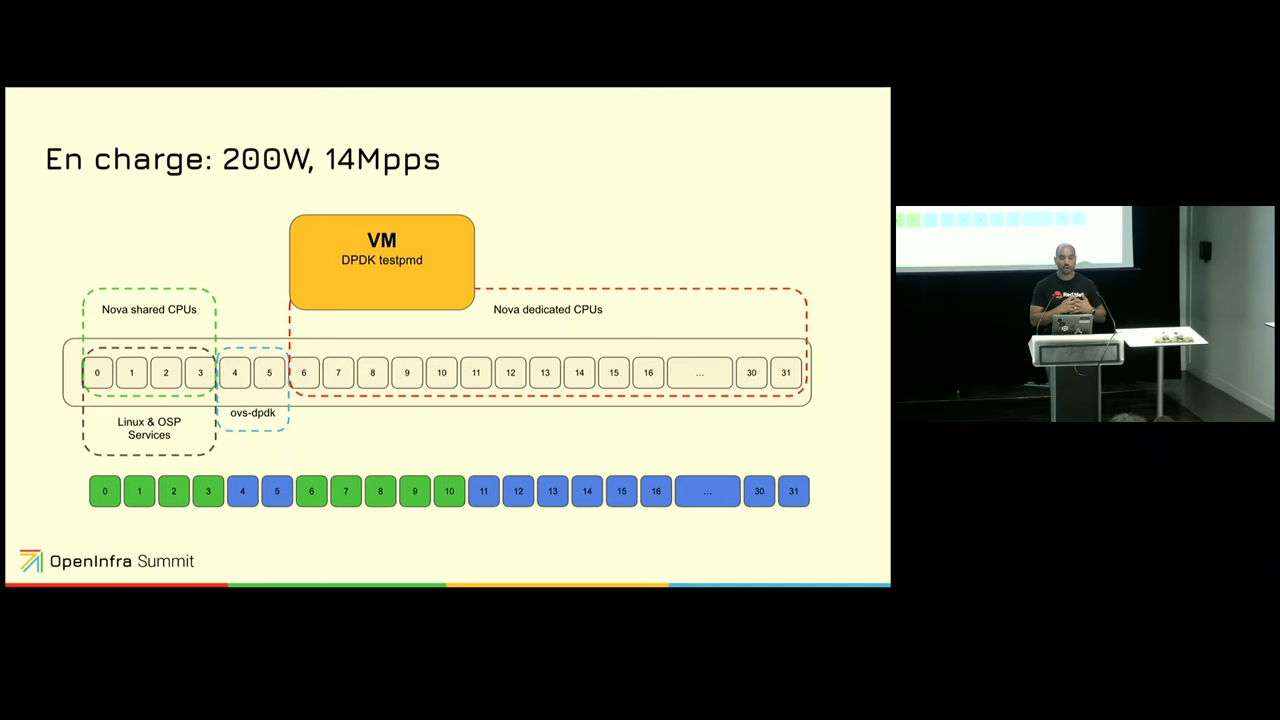 En charge: 200W, 14Mpps
VM
DPDK testpmd
Nova shared CPUs
Nova dedicated CPUs
0 1 2 3 4 5 6 7 8 9 10 11 12 13 14 15 16 ... 30 31
ovs-dpdk
Linux & OSP
Services
0 1 2 3 4 5 6 7 8 9 10 11 12 13 14 15 16 ... 30 31
OpenInfra Summit
Red Hat